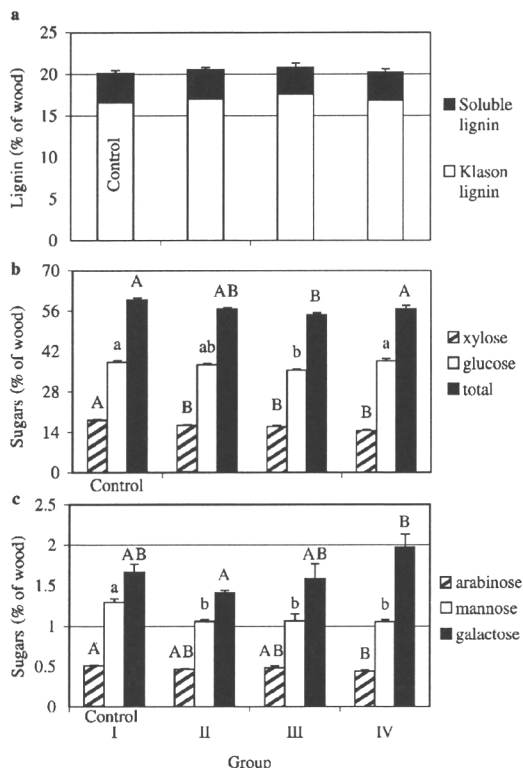 a
25
20
15
10
5
0
Lignin (% of wood)
Control
Soluble
lignin
Klason
lignin
b
70
56
42
28
14
0
Sugars (% of wood)
A
a
A
B
ab
AB
B
b
B
B
a
A
Control
xylose
glucose
total
c
2.5
2
1.5
1
0.5
0
Sugars (% of wood)
A
a
AB
AB
b
A
AB
b
AB
B
b
B
arabinose
mannose
galactose
Control
I
II
III
IV
Group